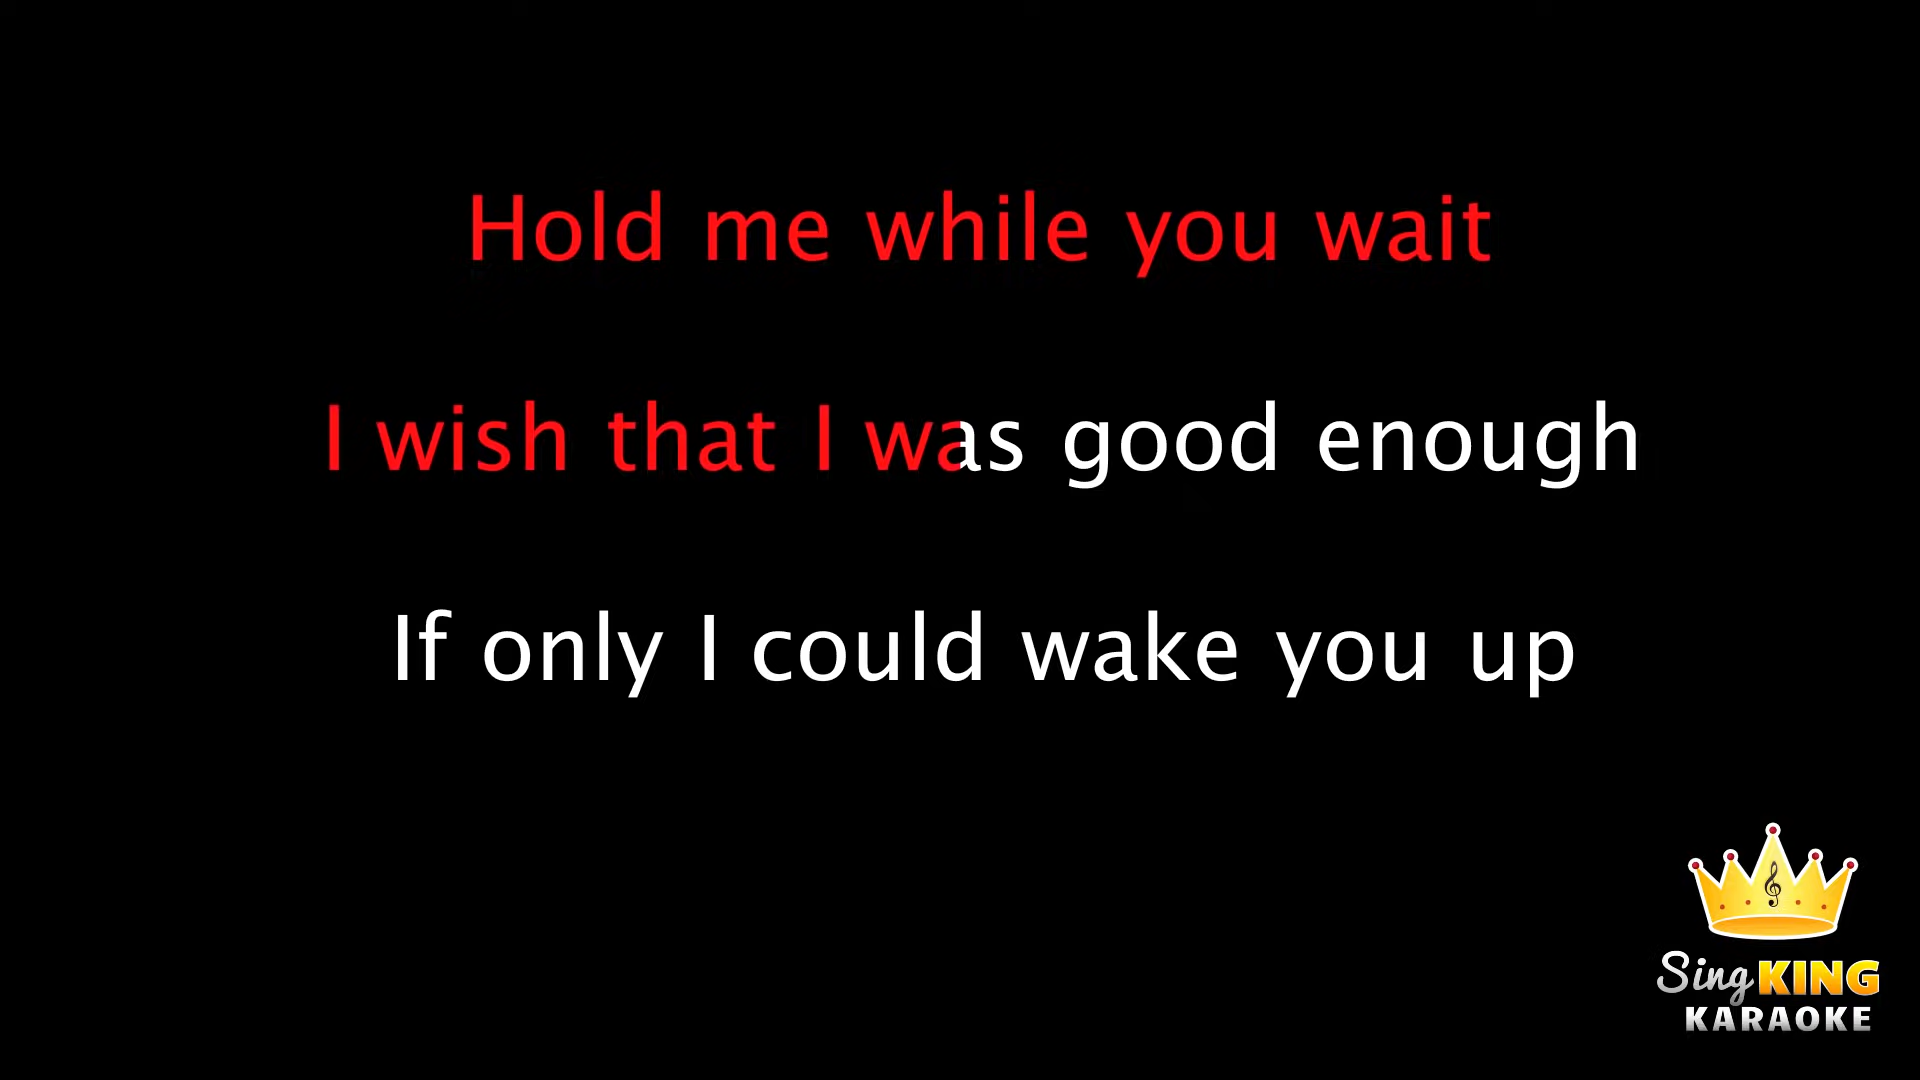 Hold me while you wait
I wish that I was good enough
If only I could wake you up
Sing KING
KARAOKE